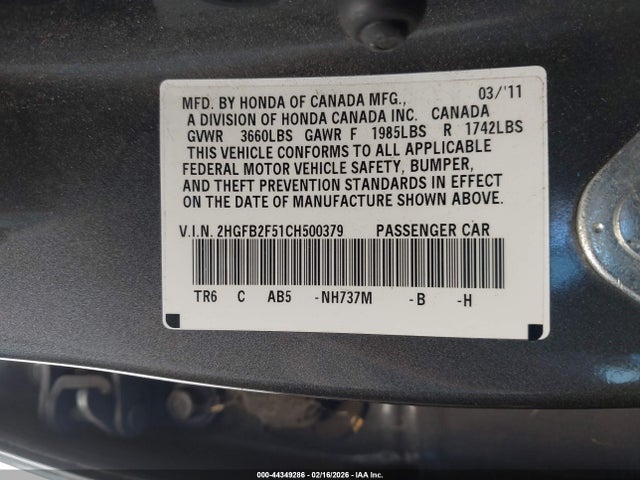 MFD. BY HONDA OF CANADA MFG., 03/'11
A DIVISION OF HONDA CANADA INC. CANADA
GVWR 3660LBS GAWR F 1985LBS R 1742LBS
THIS VEHICLE CONFORMS TO ALL APPLICABLE
FEDERAL MOTOR VEHICLE SAFETY, BUMPER,
AND THEFT PREVENTION STANDARDS IN EFFECT
ON THE DATE OF MANUFACTURE SHOWN ABOVE.
V.I.N. 2HGFB2F51CH500379 PASSENGER CAR
TR6 C AB5 -NH737M -B -H
000-44349286 - 02/16/2026 - IAA Inc.